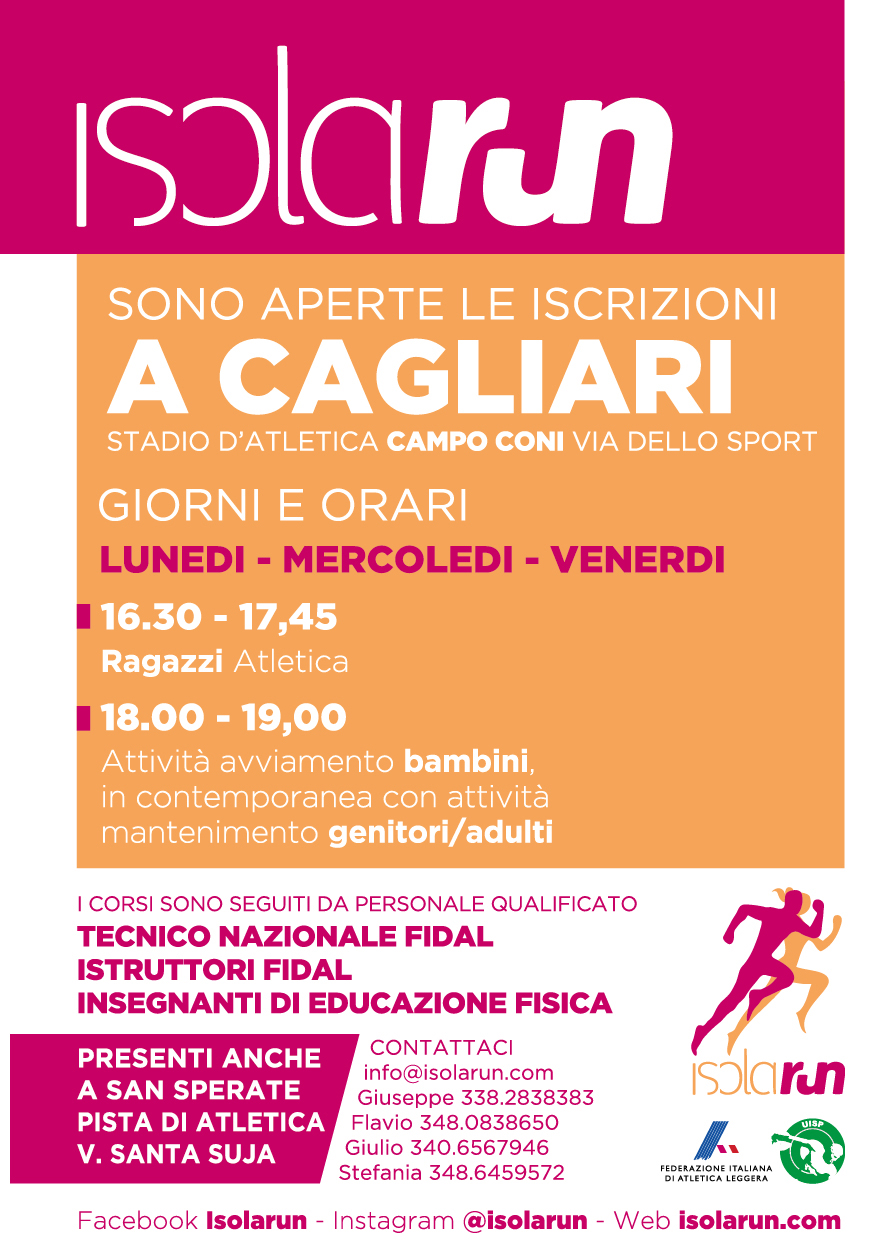 isolarun
SONO APERTE LE ISCRIZIONI
A CAGLIARI
STADIO D'ATLETICA CAMPO CONI VIA DELLO SPORT
GIORNI E ORARI
LUNEDI - MERCOLEDI - VENERDI
16.30 - 17,45
Ragazzi Atletica
18.00 - 19,00
Attività avviamento bambini,
in contemporanea con attività
mantenimento genitori/adulti
I CORSI SONO SEGUITI DA PERSONALE QUALIFICATO
TECNICO NAZIONALE FIDAL
ISTRUTTORI FIDAL
INSEGNANTI DI EDUCAZIONE FISICA
isolarun
PRESENTI ANCHE
A SAN SPERATE
PISTA DI ATLETICA
V. SANTA SUJA
CONTATTACI
info@isolarun.com
Giuseppe 338.2838383
Flavio 348.0838650
Giulio 340.6567946
Stefania 348.6459572
FEDERAZIONE ITALIANA
DI ATLETICA LEGGERA
UISP
Facebook Isolarun - Instagram @isolarun - Web isolarun.com